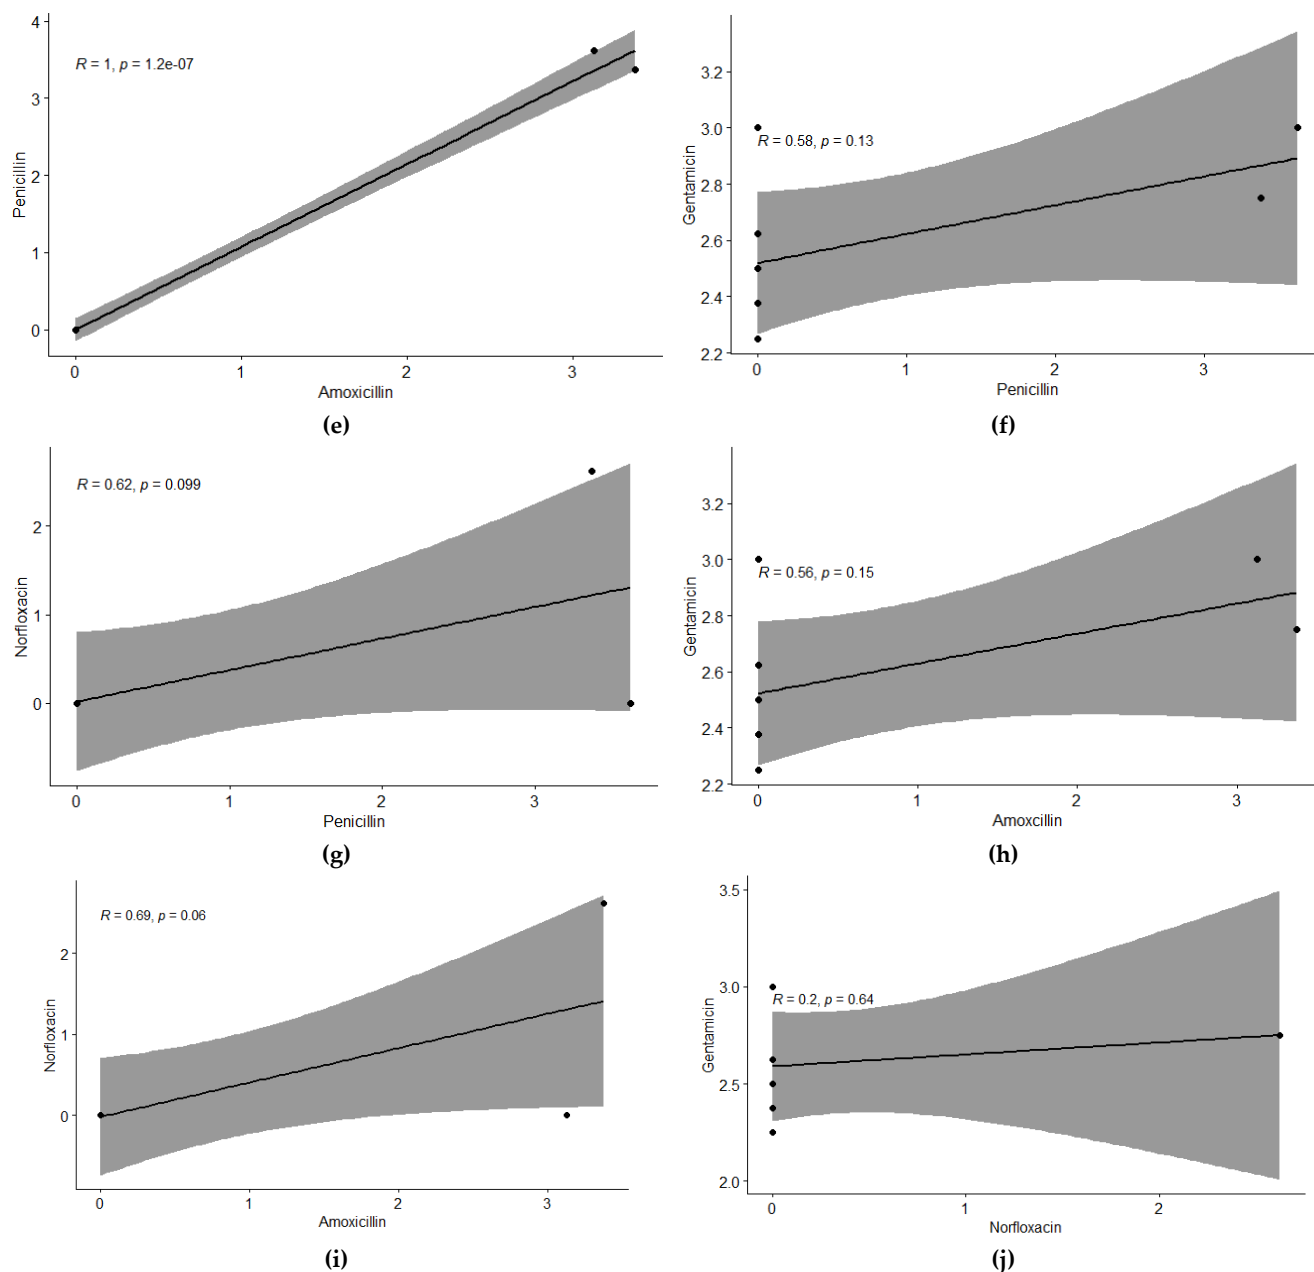 4
R = 1, p = 1.2e-07
3
2
1
0
Penicillin
0 1 2 3
Amoxicillin
(e)
3.2
3.0
R = 0.58, p = 0.13
2.8
2.6
2.4
2.2
Gentamicin
0 1 2 3
Penicillin
(f)
R = 0.62, p = 0.099
2
1
0
Norfloxacin
0 1 2 3
Penicillin
(g)
3.2
3.0
R = 0.56, p = 0.15
2.8
2.6
2.4
2.2
Gentamicin
0 1 2 3
Amoxcillin
(h)
R = 0.69, p = 0.06
2
1
0
Norfloxacin
0 1 2 3
Amoxicillin
(i)
3.5
3.0
R = 0.2, p = 0.64
2.5
2.0
Gentamicin
0 1 2
Norfloxacin
(j)